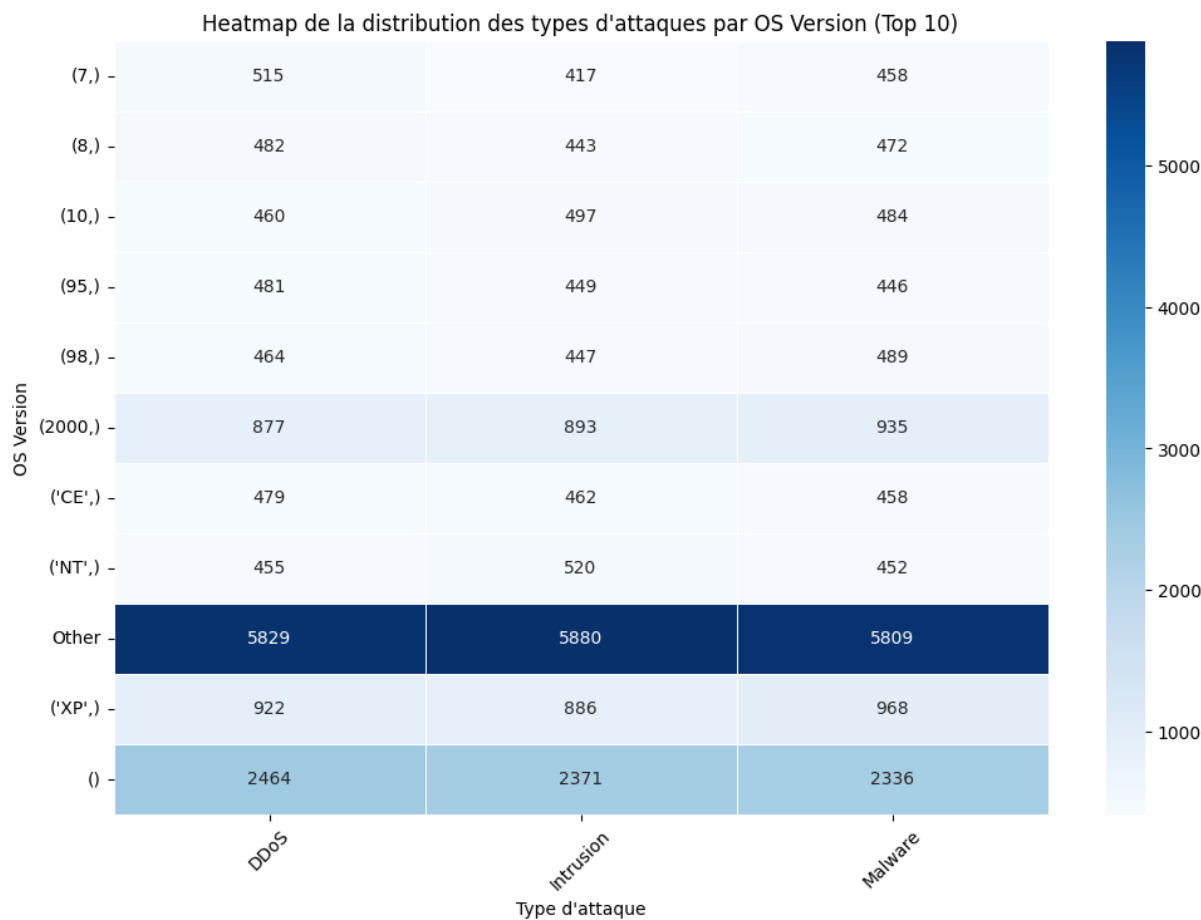 Heatmap de la distribution des types d'attaques par OS Version (Top 10)
(7,) 515 417 458
(8,) 482 443 472
(10,) 460 497 484
(95,) 481 449 446
(98,) 464 447 489
(2000,) 877 893 935
('CE',) 479 462 458
('NT',) 455 520 452
Other 5829 5880 5809
('XP',) 922 886 968
() 2464 2371 2336
OS Version
DDoS Intrusion Malware
Type d'attaque
5000
4000
3000
2000
1000